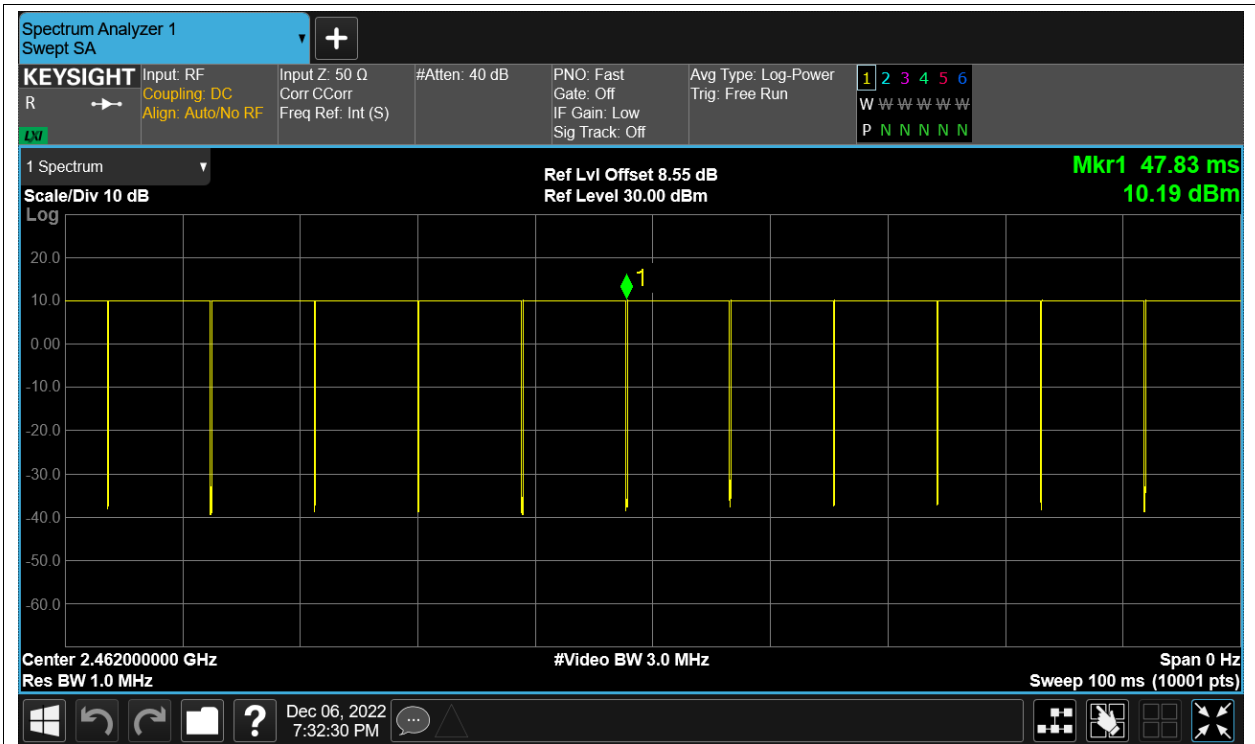 Spectrum Analyzer 1
Swept SA
KEYSIGHT
R
LXI
Input: RF
Coupling: DC
Align: Auto/No RF
Input Z: 50 Ω
Corr CCorr
Freq Ref: Int (S)
#Atten: 40 dB
PNO: Fast
Gate: Off
IF Gain: Low
Sig Track: Off
Avg Type: Log-Power
Trig: Free Run
1 2 3 4 5 6
W W W W W W
P N N N N N
1 Spectrum
Scale/Div 10 dB
Log
Ref Lvl Offset 8.55 dB
Ref Level 30.00 dBm
Mkr1 47.83 ms
10.19 dBm
1
20.0
10.0
0.00
-10.0
-20.0
-30.0
-40.0
-50.0
-60.0
Center 2.462000000 GHz
Res BW 1.0 MHz
#Video BW 3.0 MHz
Span 0 Hz
Sweep 100 ms (10001 pts)
?
Dec 06, 2022
7:32:30 PM